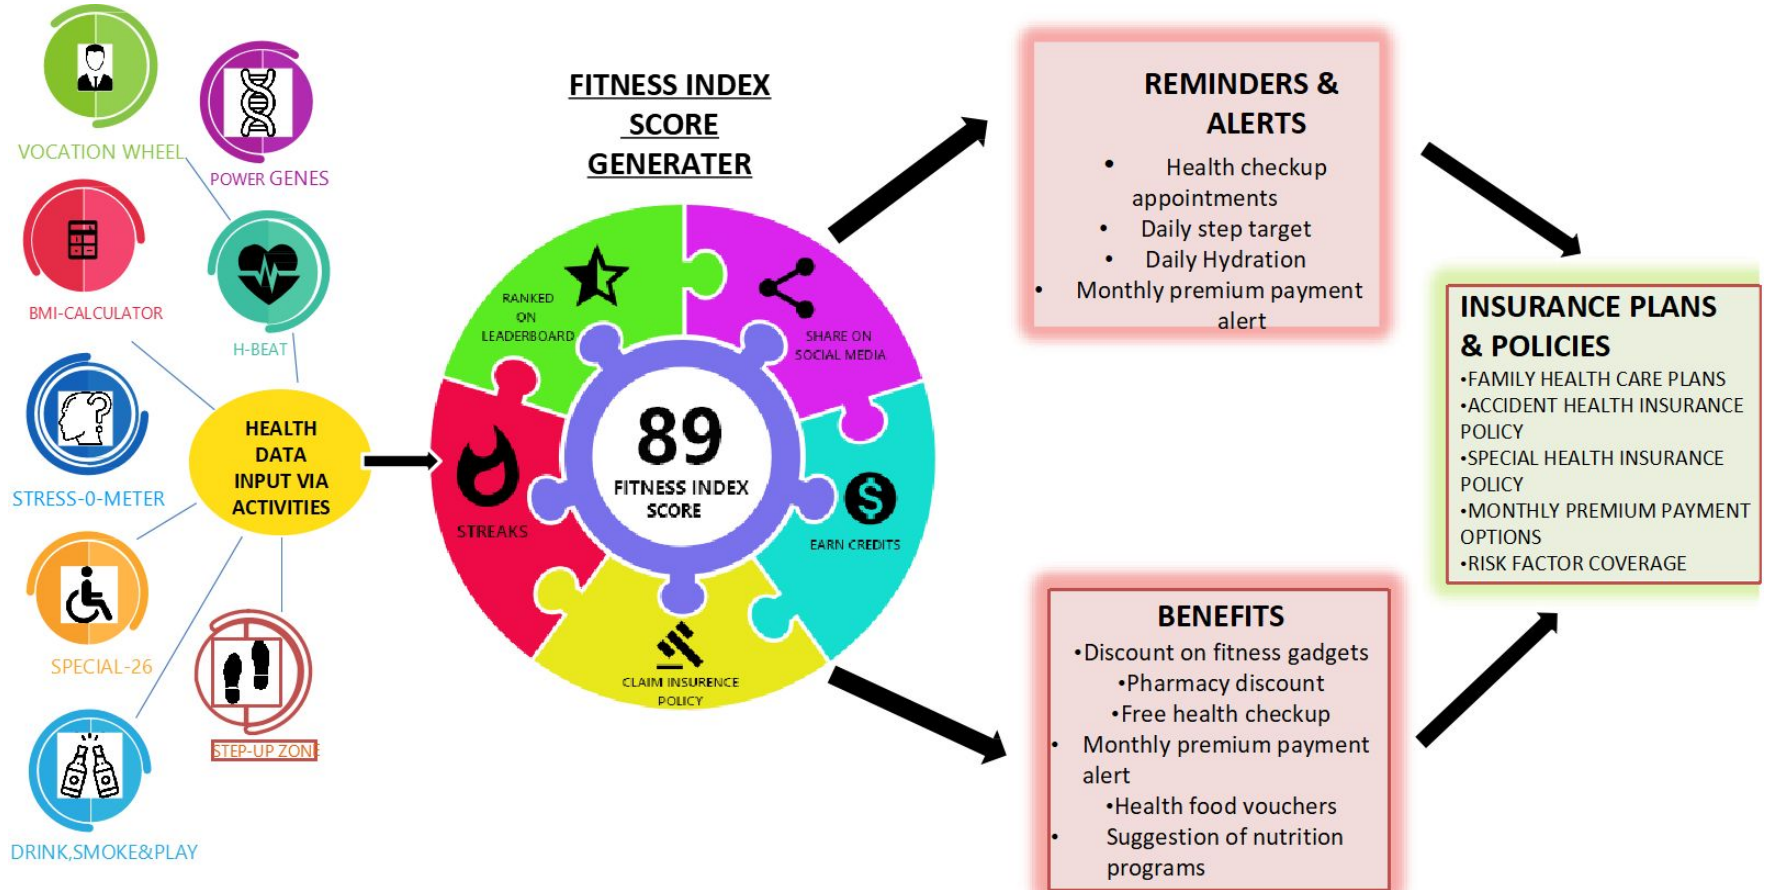 VOCATION WHEEL
POWER GENES
BMI-CALCULATOR
H-BEAT
STRESS-0-METER
SPECIAL-26
STEP-UP ZONE
DRINK,SMOKE&PLAY
HEALTH
DATA
INPUT VIA
ACTIVITIES
FITNESS INDEX
SCORE
GENERATER
RANKED
ON
LEADERBOARD
SHARE ON
SOCIAL MEDIA
STREAKS
89
FITNESS INDEX
SCORE
$
EARN CREDITS
CLAIM INSURENCE
POLICY
REMINDERS &
ALERTS
• Health checkup
appointments
• Daily step target
• Daily Hydration
• Monthly premium payment
alert
BENEFITS
•Discount on fitness gadgets
•Pharmacy discount
•Free health checkup
• Monthly premium payment
alert
•Health food vouchers
• Suggestion of nutrition
programs
INSURANCE PLANS
& POLICIES
•FAMILY HEALTH CARE PLANS
•ACCIDENT HEALTH INSURANCE
POLICY
•SPECIAL HEALTH INSURANCE
POLICY
•MONTHLY PREMIUM PAYMENT
OPTIONS
•RISK FACTOR COVERAGE